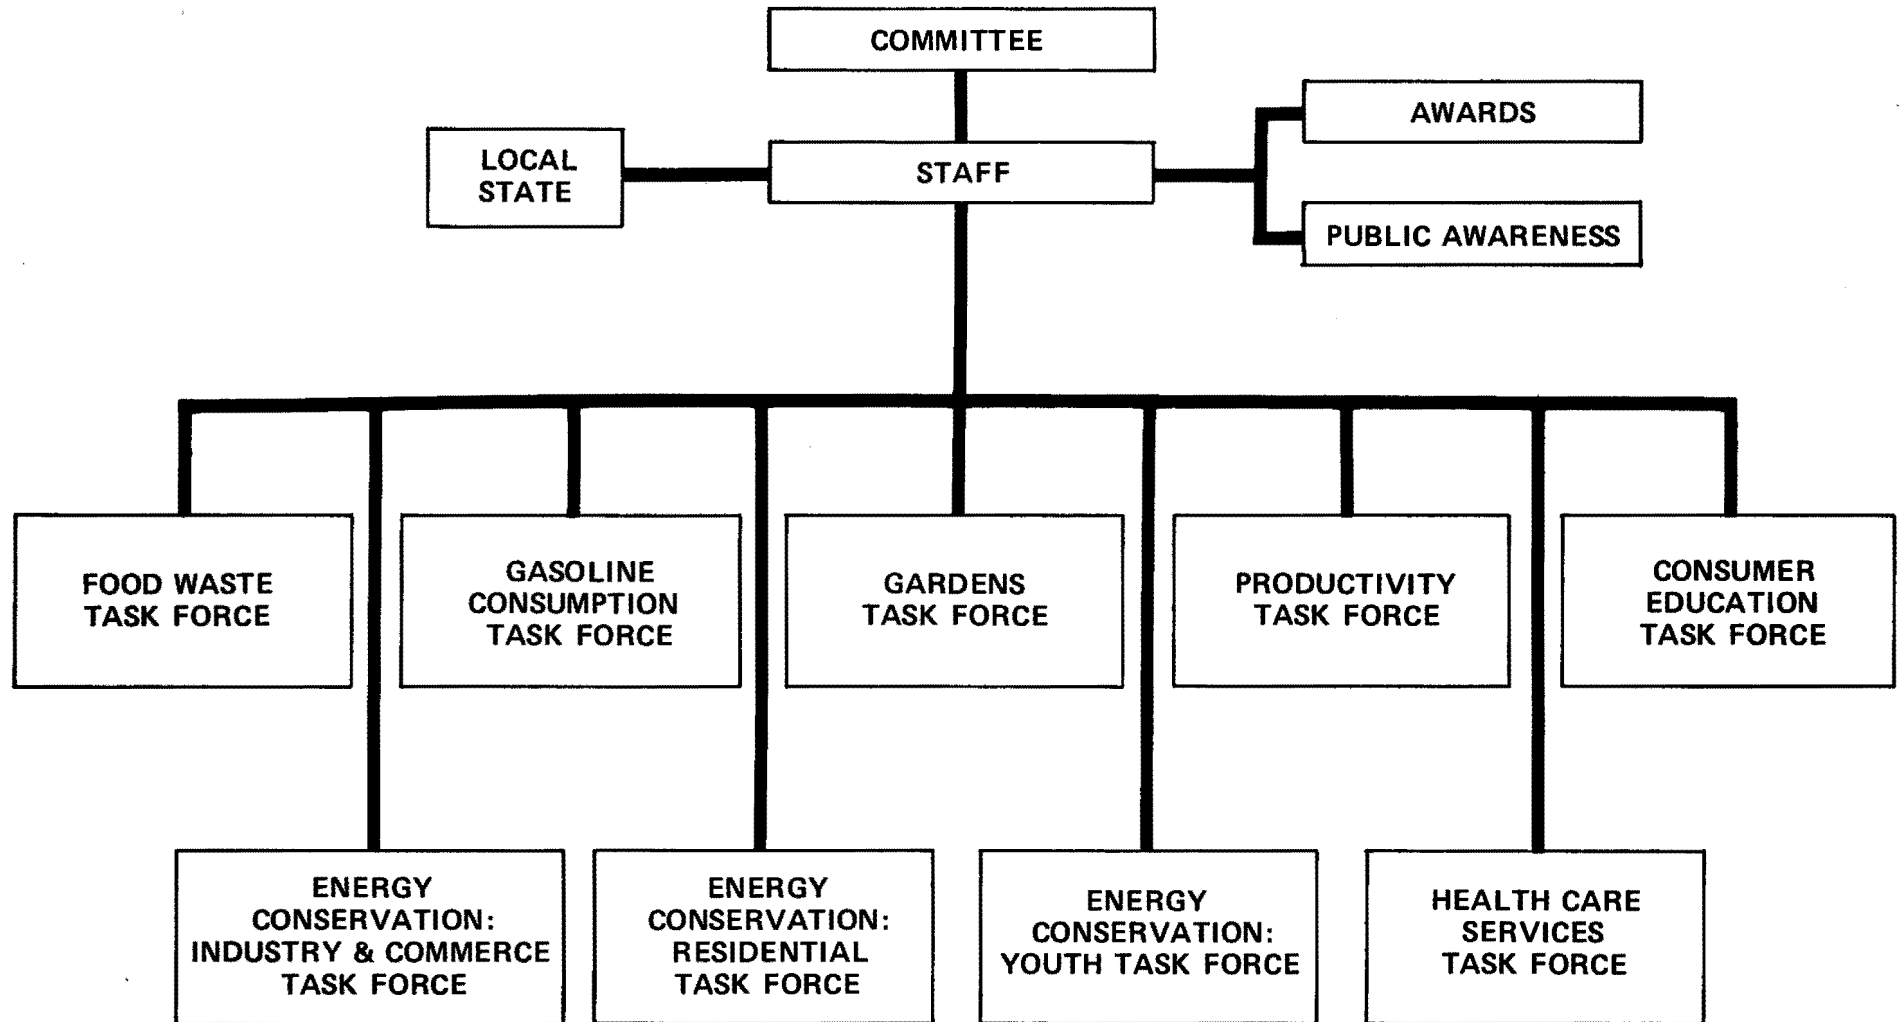 COMMITTEE
AWARDS
LOCAL
STATE
STAFF
PUBLIC AWARENESS
FOOD WASTE
TASK FORCE
GASOLINE
CONSUMPTION
TASK FORCE
GARDENS
TASK FORCE
PRODUCTIVITY
TASK FORCE
CONSUMER
EDUCATION
TASK FORCE
ENERGY
CONSERVATION:
INDUSTRY & COMMERCE
TASK FORCE
ENERGY
CONSERVATION:
RESIDENTIAL
TASK FORCE
ENERGY
CONSERVATION:
YOUTH TASK FORCE
HEALTH CARE
SERVICES
TASK FORCE